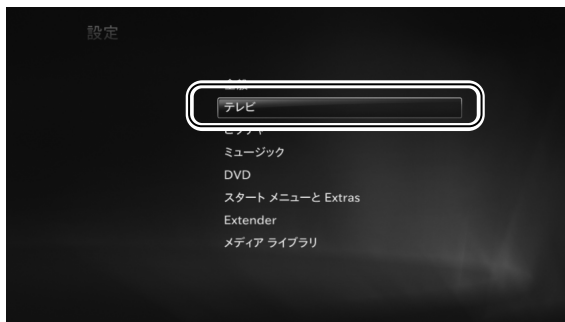 設定
テレビ
ミュージック
DVD
スタート メニューと Extras
Extender
メディア ライブラリ